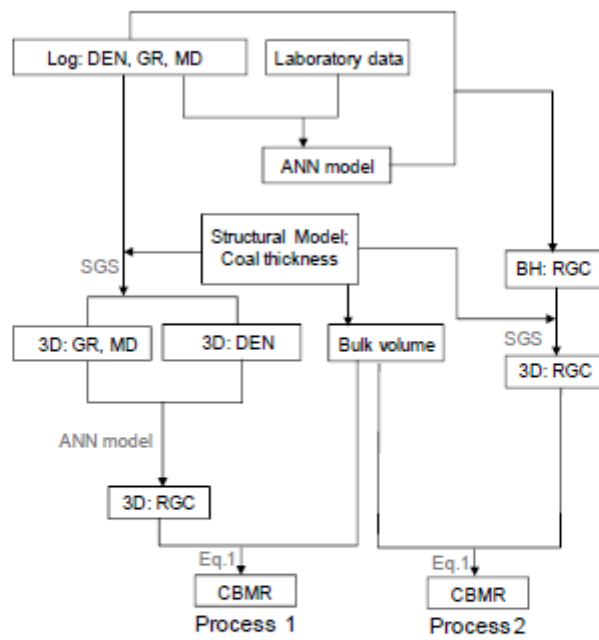 Log: DEN, GR, MD
Laboratory data
ANN model
Structural Model;
Coal thickness
SGS
BH: RGC
3D: GR, MD
3D: DEN
Bulk volume
SGS
3D: RGC
ANN model
3D: RGC
Eq.1
Eq.1
CBMR
CBMR
Process 1
Process 2